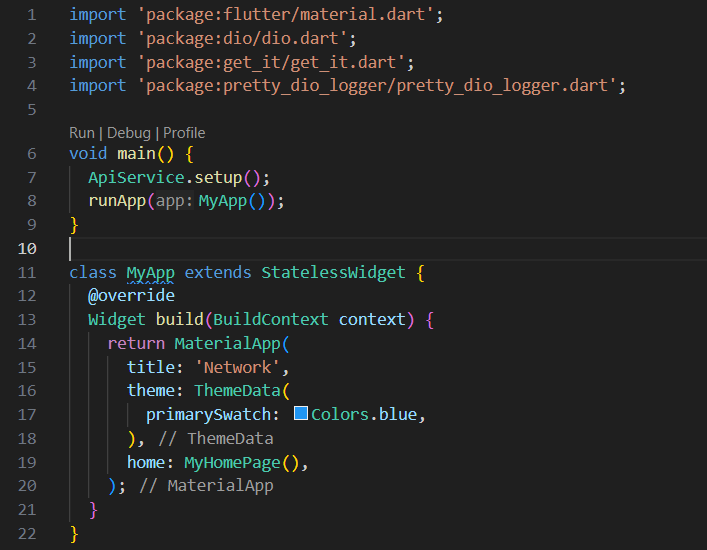 1 import 'package:flutter/material.dart';
2 import 'package:dio/dio.dart';
3 import 'package:get_it/get_it.dart';
4 import 'package:pretty_dio_logger/pretty_dio_logger.dart';
5
Run | Debug | Profile
6 void main() {
7   ApiService.setup();
8   runApp(app: MyApp());
9 }
10
11 class MyApp extends StatelessWidget {
12   @override
13   Widget build(BuildContext context) {
14     return MaterialApp(
15       title: 'Network',
16       theme: ThemeData(
17         primarySwatch: Colors.blue,
18       ), // ThemeData
19       home: MyHomePage(),
20     ); // MaterialApp
21   }
22 }